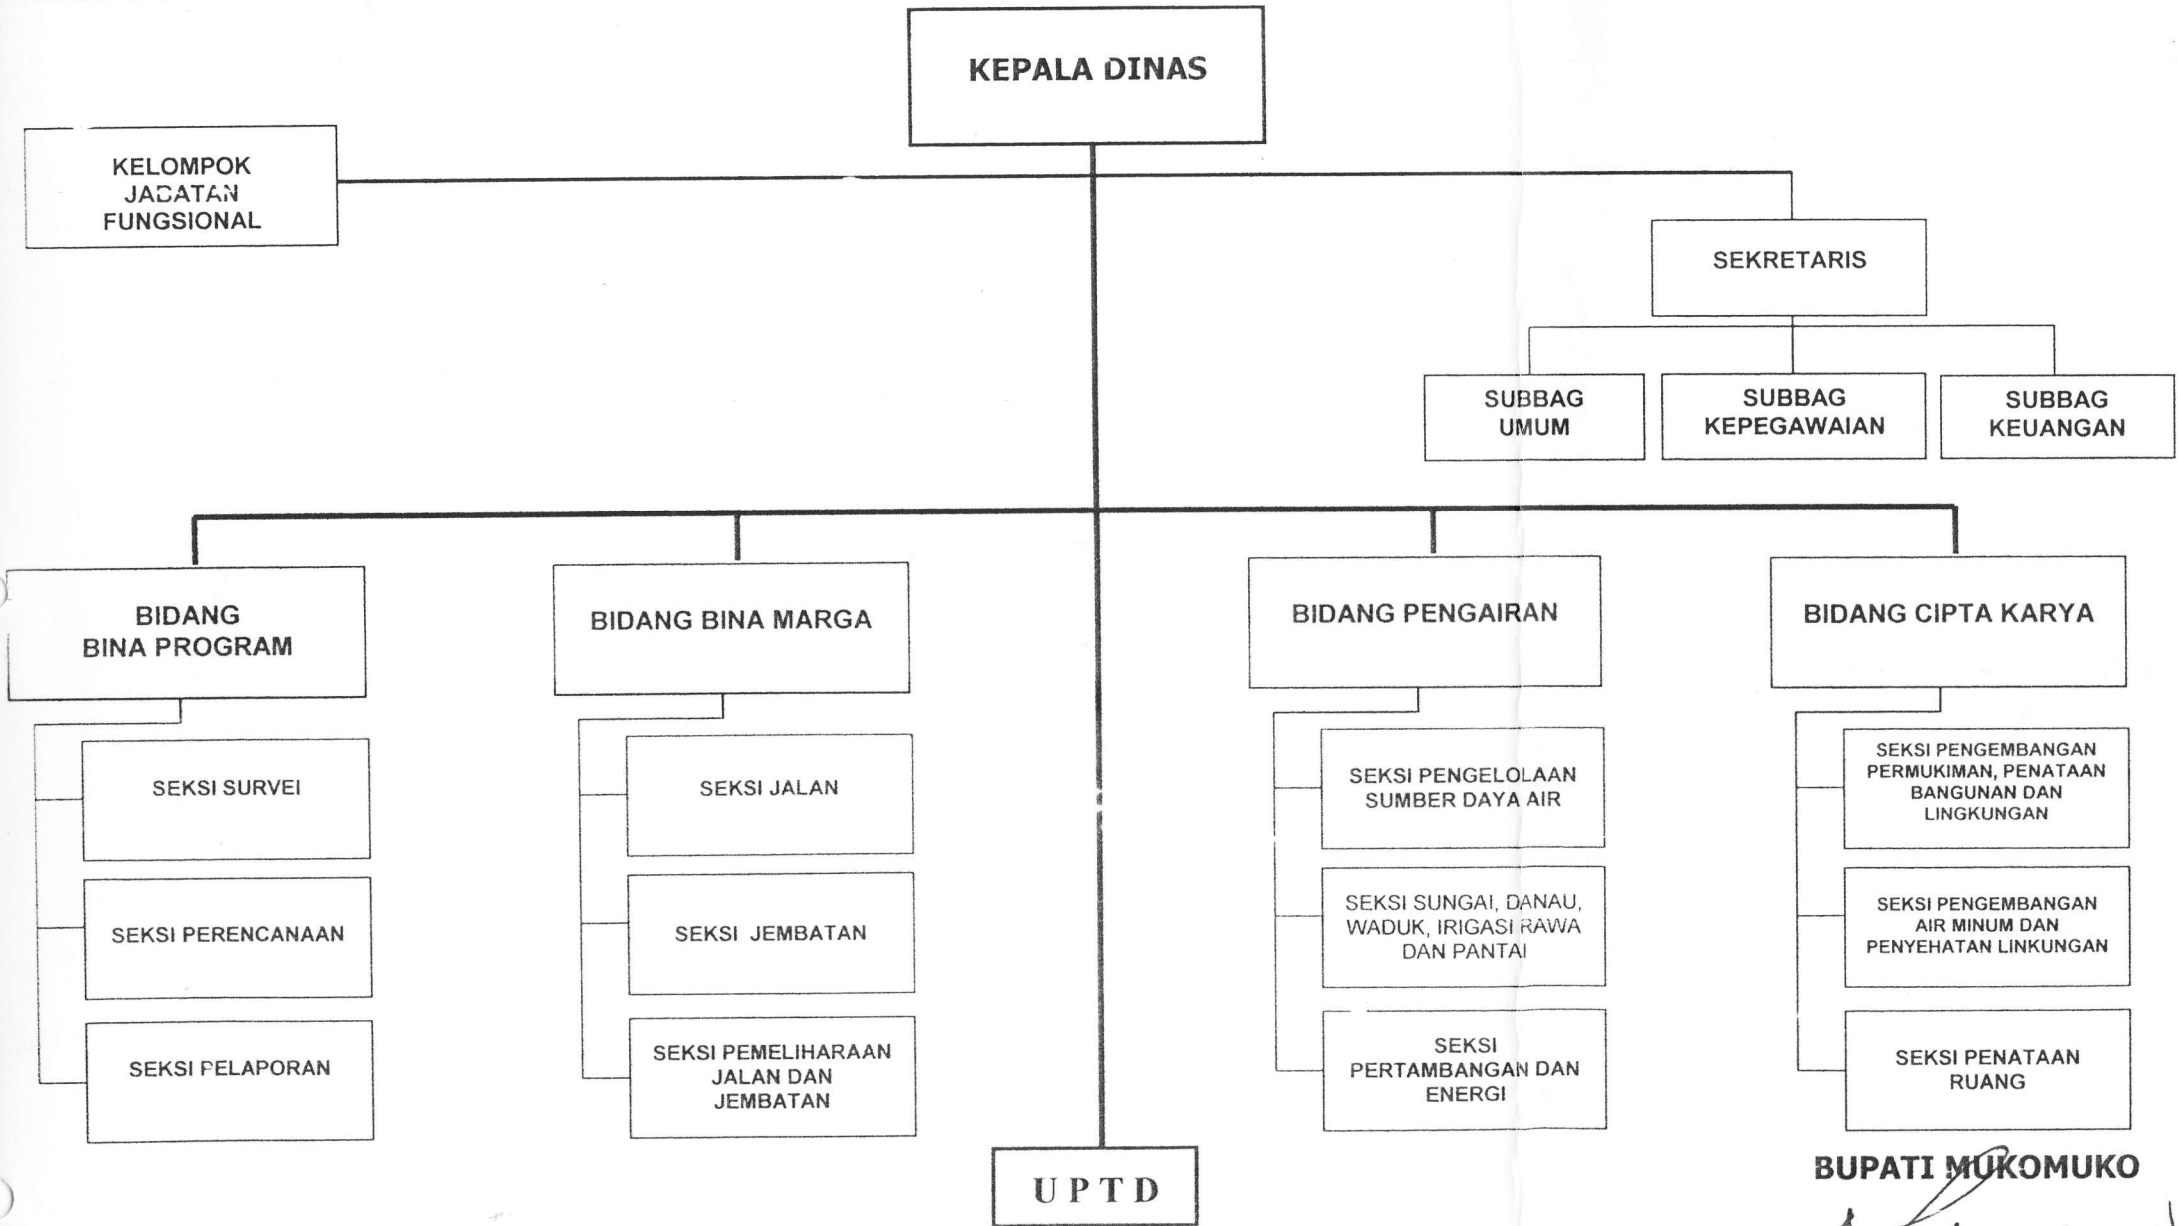 KEPALA DINAS
KELOMPOK
JABATAN
FUNGSIONAL
SEKRETARIS
SUBBAG
UMUM
SUBBAG
KEPEGAWAIAN
SUBBAG
KEUANGAN
BIDANG
BINA PROGRAM
BIDANG BINA MARGA
BIDANG PENGAIRAN
BIDANG CIPTA KARYA
SEKSI SURVEI
SEKSI PERENCANAAN
SEKSI PELAPORAN
SEKSI JALAN
SEKSI JEMBATAN
SEKSI PEMELIHARAAN
JALAN DAN
JEMBATAN
SEKSI PENGELOLAAN
SUMBER DAYA AIR
SEKSI SUNGAI, DANAU,
WADUK, IRIGASI RAWA
DAN PANTAI
SEKSI
PERTAMBANGAN DAN
ENERGI
SEKSI PENGEMBANGAN
PERMUKIMAN, PENATAAN
BANGUNAN DAN
LINGKUNGAN
SEKSI PENGEMBANGAN
AIR MINUM DAN
PENYEHATAN LINKUNGAN
SEKSI PENATAAN
RUANG
UPTD
BUPATI MUKOMUKO